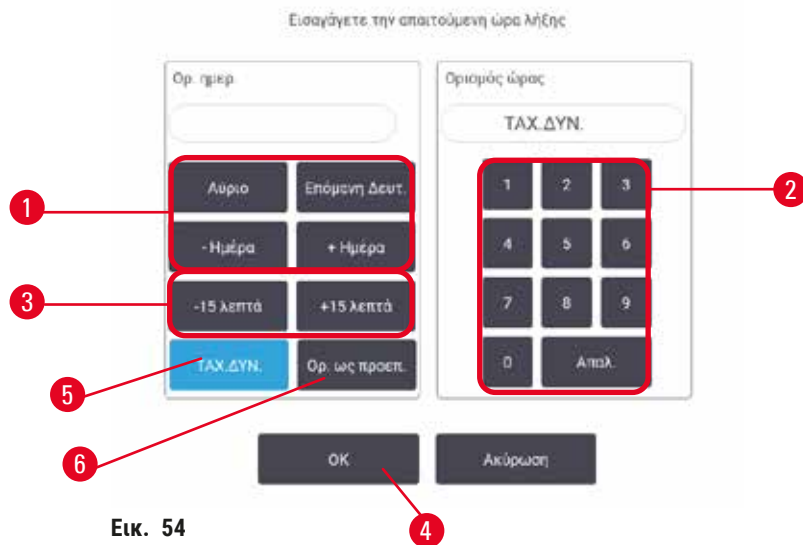 Εισαγάγετε την απαιτούμενη ώρα λήξης
Ορ. ημερ
Ορισμός ώρας
ΤΑΧ.ΔΥΝ.
Αύριο
Επόμενη Δευτ.
- Ημέρα
+ Ημέρα
-15 λεπτά
+15 λεπτά
ΤΑΧ.ΔΥΝ.
Ορ. ως προεπ.
1 2 3
4 5 6
7 8 9
0 Απαλ.
OK
Ακύρωση
1
2
3
5
6
4
Εικ. 54